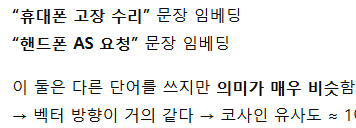 “휴대폰 고장 수리” 문장 임베딩
“핸드폰 AS 요청” 문장 임베딩
이 둘은 다른 단어를 쓰지만 의미가 매우 비슷함
→ 벡터 방향이 거의 같다 → 코사인 유사도 ≈